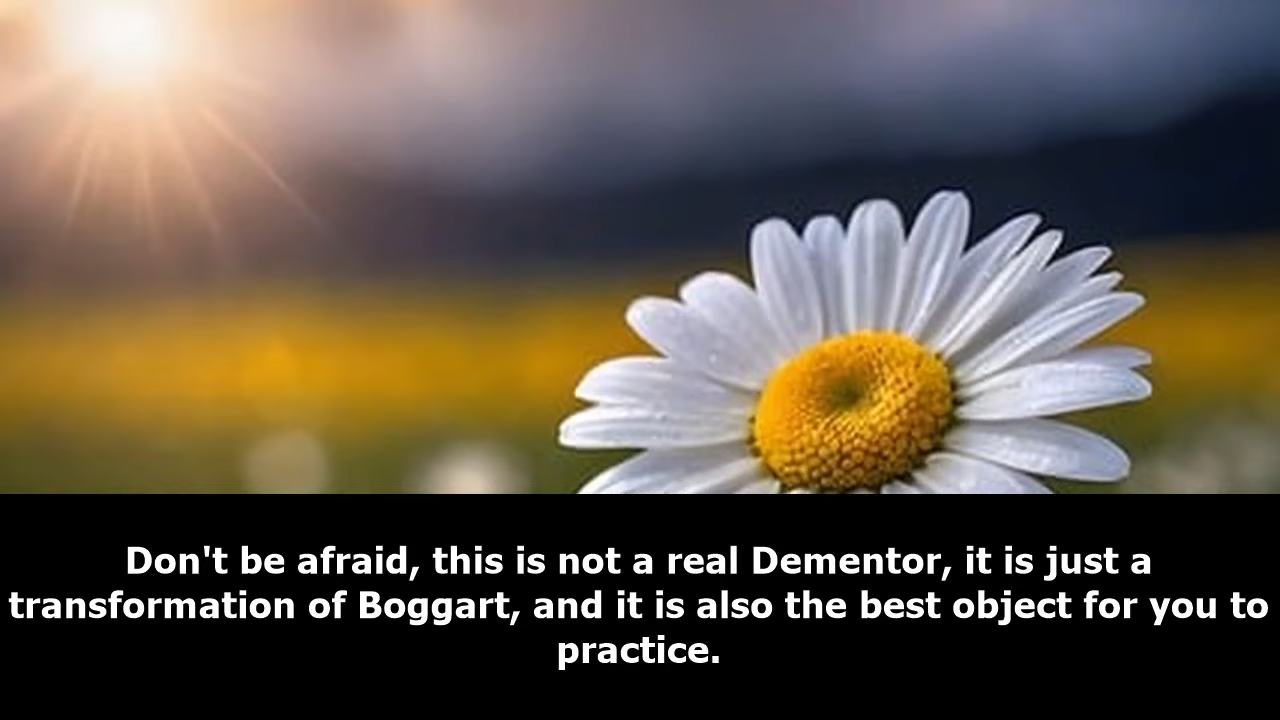 Don't be afraid, this is not a real Dementor, it is just a
transformation of Boggart, and it is also the best object for you to
practice.